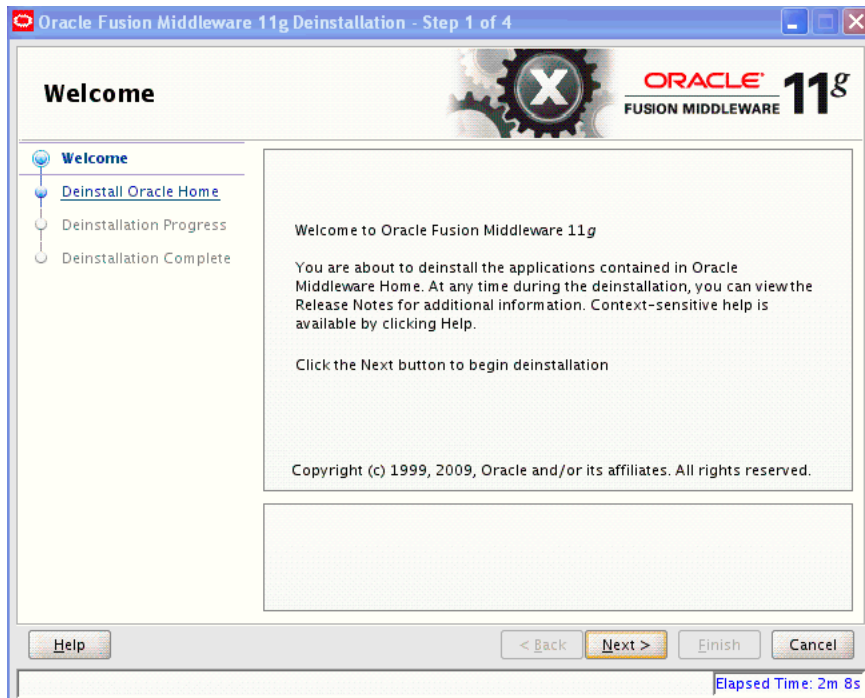 Oracle Fusion Middleware 11g Deinstallation - Step 1 of 4
Welcome
X
ORACLE
FUSION MIDDLEWARE
11g
Welcome
Deinstall Oracle Home
Deinstallation Progress
Deinstallation Complete
Welcome to Oracle Fusion Middleware 11g
You are about to deinstall the applications contained in Oracle
Middleware Home. At any time during the deinstallation, you can view the
Release Notes for additional information. Context-sensitive help is
available by clicking Help.
Click the Next button to begin deinstallation
Copyright (c) 1999, 2009, Oracle and/or its affiliates. All rights reserved.
Help
< Back
Next >
Finish
Cancel
Elapsed Time: 2m 8s